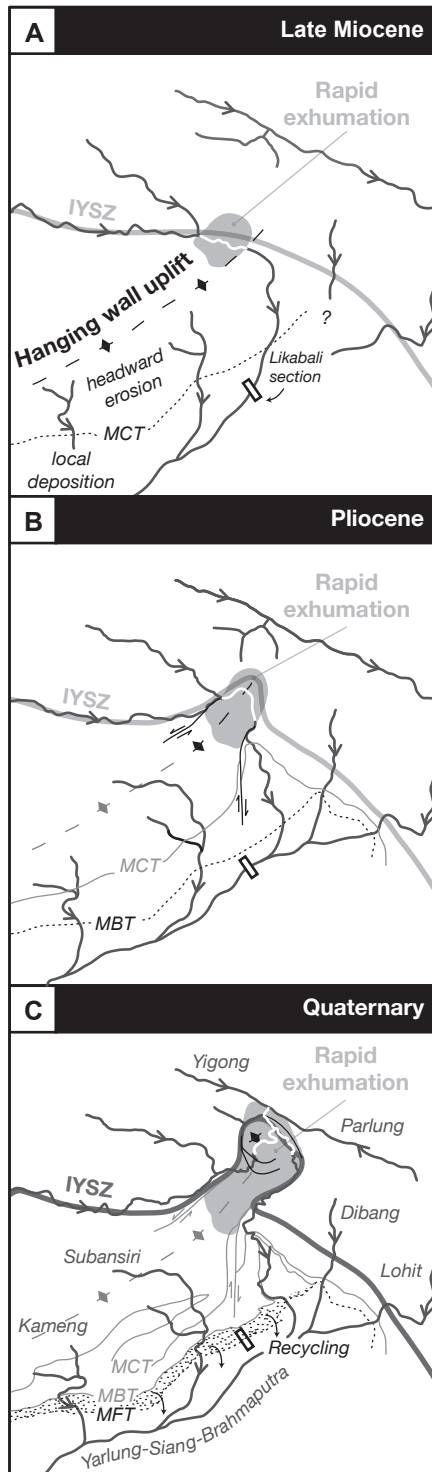 A
Late Miocene
Rapid
exhumation
IYSZ
Hanging wall uplift
headward
erosion
?
Likabali
section
MCT
local
deposition
B
Pliocene
Rapid
exhumation
IYSZ
MCT
MBT
C
Quaternary
Yigong
Rapid
exhumation
Parlung
IYSZ
Dibang
Subansiri
Lohit
Kameng
Recycling
MCT
MBT
MFT
Yarlung-Siang-Brahmaputra